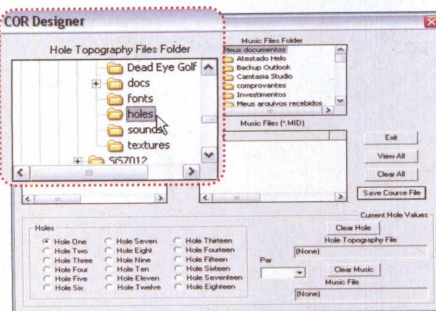 COR Designer
Hole Topography Files Folder
Dead Eye Golf
docs
fonts
holes
sounds
textures
SiS7012
Music Files Folder
Meus documentos
Atestado Helo
Backup Outlook
Camtasia Studio
comprovantes
Investimentos
Meus arquivos recebidos
Music Files (*.MID)
Exit
View All
Clear All
Save Course File
Current Hole Values
Holes
Hole One
Hole Two
Hole Three
Hole Four
Hole Five
Hole Six
Hole Seven
Hole Eight
Hole Nine
Hole Ten
Hole Eleven
Hole Twelve
Hole Thirteen
Hole Fourteen
Hole Fifteen
Hole Sixteen
Hole Seventeen
Hole Eighteen
Par
Clear Hole
Hole Topography File
(None)
Clear Music
Music File
(None)